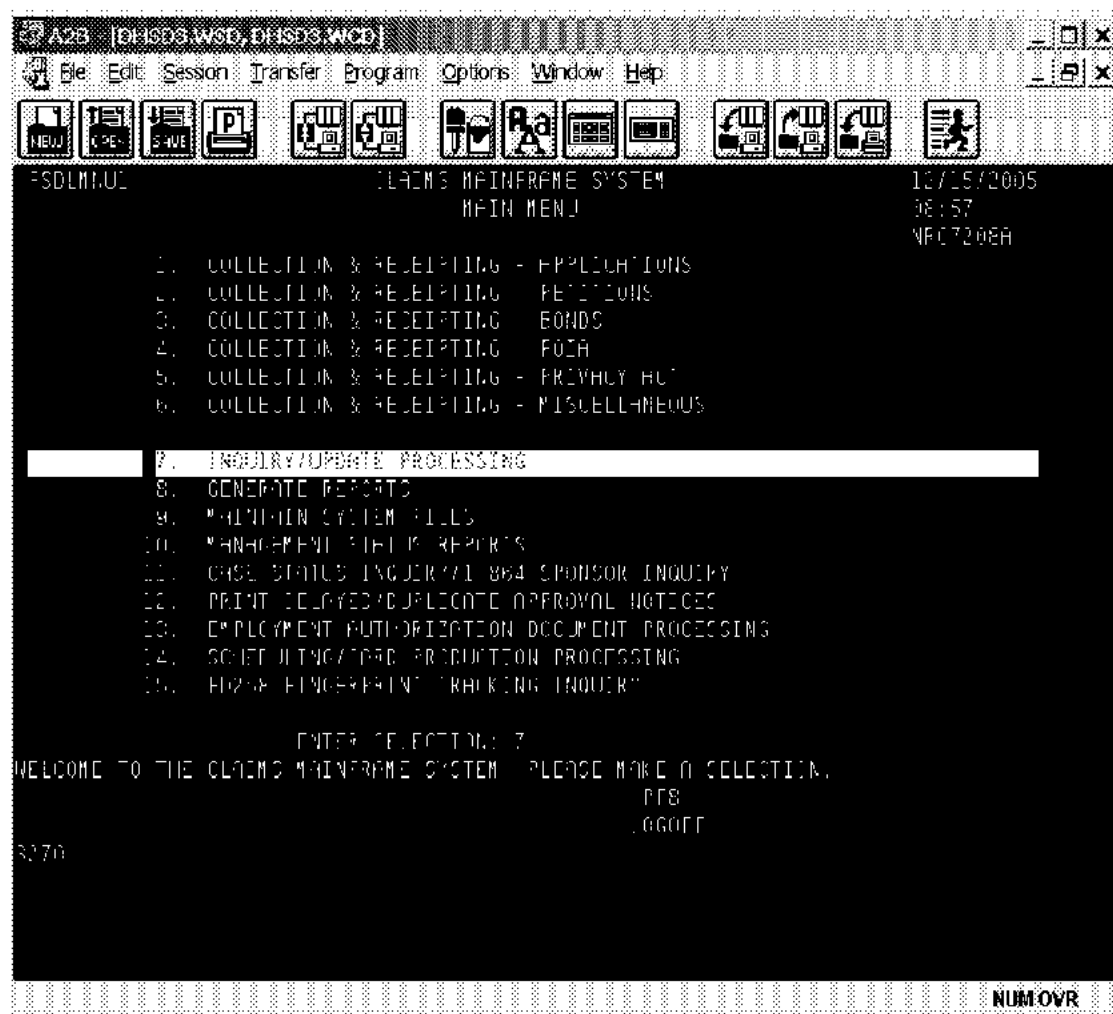 A2B - [DHSDS.WSD, DHSDS.WCD]
File Edit Session Transfer Program Options Window Help
NEW OPEN SAVE
CLAIMS MAINFRAME SYSTEM 12/15/2005
MAIN MENU 08:57
1. COLLECTION & RECEIPTING - APPLICATIONS
2. COLLECTION & RECEIPTING - PETITIONS
3. COLLECTION & RECEIPTING - BONDS
4. COLLECTION & RECEIPTING - FOIA
5. COLLECTION & RECEIPTING - PRIVACY ACT
6. COLLECTION & RECEIPTING - MISCELLANEOUS
7. INQUIRY/UPDATE PROCESSING
8. GENERATE REPORTS
9. MAINTAIN SYSTEM FILES
10. MANAGEMENT STATUS REPORTS
11. CASE STATUS INQUIRY/I-864 SPONSOR INQUIRY
12. PRINT DELAYED/DUPLICATE APPROVAL NOTICES
13. EMPLOYMENT AUTHORIZATION DOCUMENT PROCESSING
14. SCHEDULING/CARD PRODUCTION PROCESSING
15. FD258 FINGERPRINT TRACKING INQUIRY
ENTER SELECTION: 7
WELCOME TO THE CLAIMS MAINFRAME SYSTEM. PLEASE MAKE A SELECTION.
PF8
LOGOFF
3270
NUM OVR